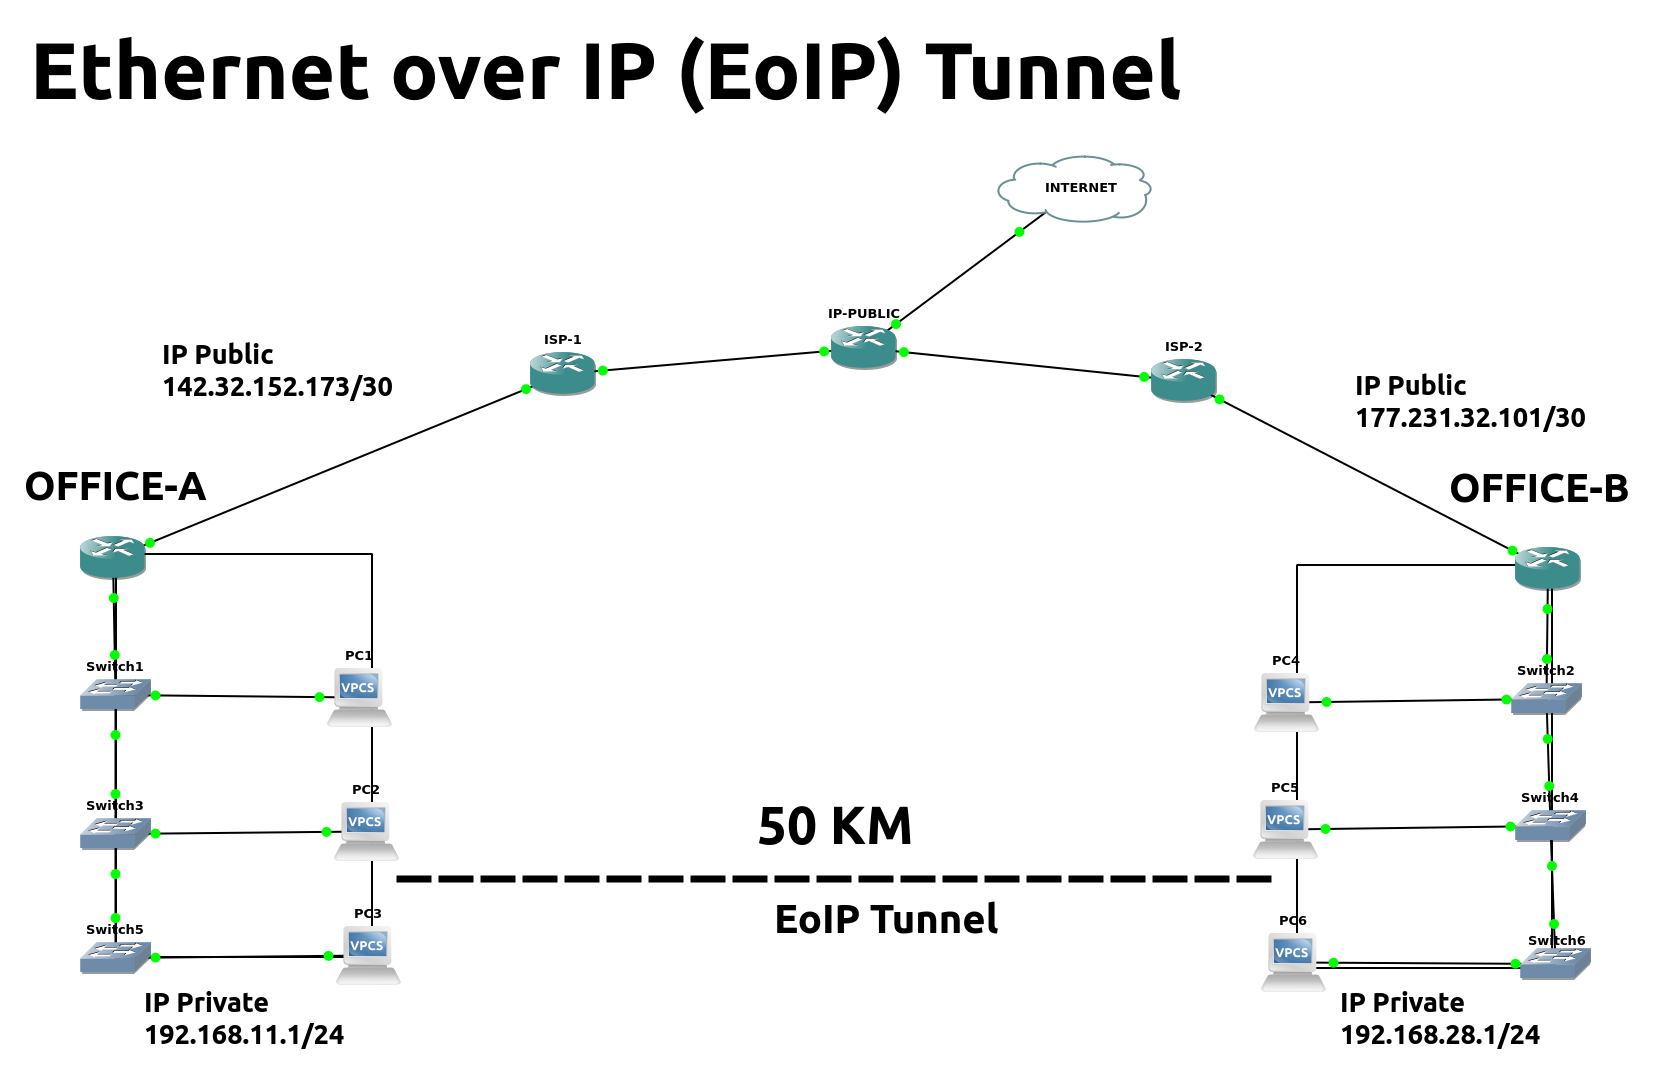 Ethernet over IP (EoIP) Tunnel
INTERNET
IP-PUBLIC
ISP-1
ISP-2
IP Public
142.32.152.173/30
IP Public
177.231.32.101/30
OFFICE-A
OFFICE-B
PC1
Switch1
VPCS
PC4
Switch2
VPCS
PC2
Switch3
VPCS
PC5
Switch4
VPCS
50 KM
EoIP Tunnel
PC3
Switch5
VPCS
PC6
Switch6
VPCS
IP Private
192.168.11.1/24
IP Private
192.168.28.1/24